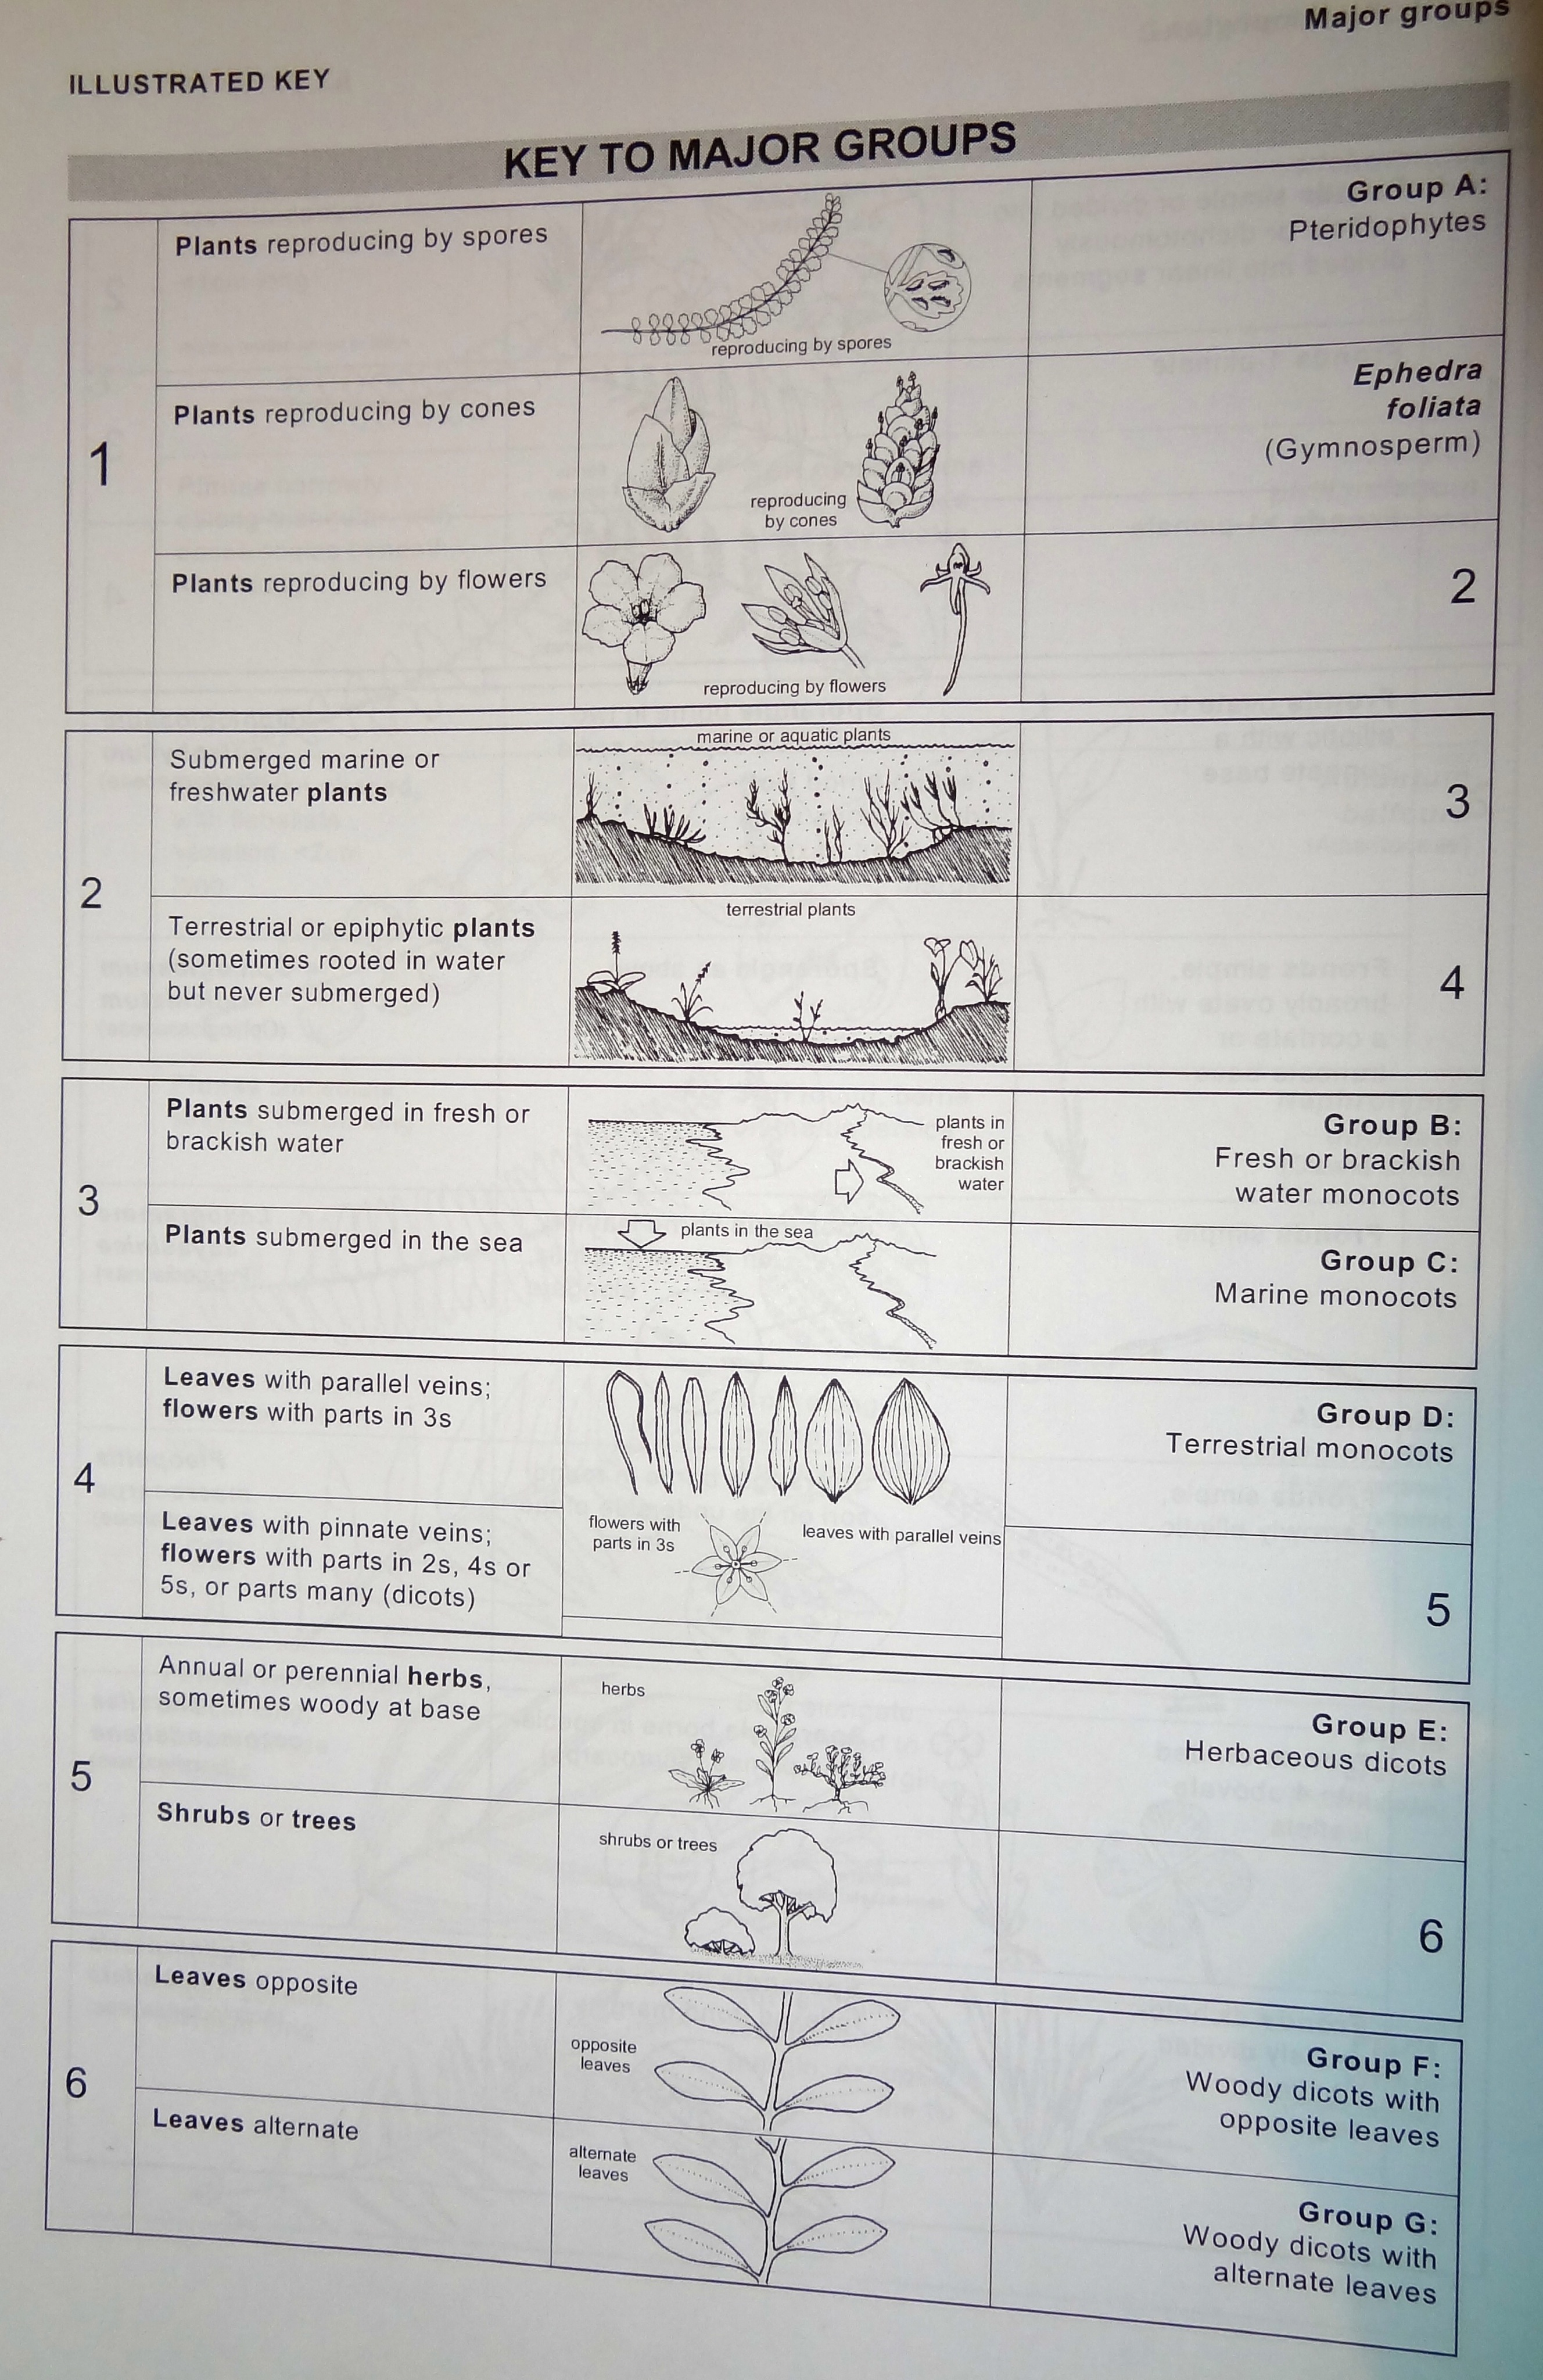 Major groups
ILLUSTRATED KEY
KEY TO MAJOR GROUPS
1
Plants reproducing by spores
reproducing by spores
Group A:
Pteridophytes
Plants reproducing by cones
reproducing
by cones
Ephedra
foliata
(Gymnosperm)
Plants reproducing by flowers
reproducing by flowers
2
2
Submerged marine or
freshwater plants
marine or aquatic plants
3
Terrestrial or epiphytic plants
(sometimes rooted in water
but never submerged)
terrestrial plants
4
3
Plants submerged in fresh or
brackish water
plants in
fresh or
brackish
water
Group B:
Fresh or brackish
water monocots
Plants submerged in the sea
plants in the sea
Group C:
Marine monocots
4
Leaves with parallel veins;
flowers with parts in 3s
Group D:
Terrestrial monocots
Leaves with pinnate veins;
flowers with parts in 2s, 4s or
5s, or parts many (dicots)
flowers with
parts in 3s
leaves with parallel veins
5
5
Annual or perennial herbs,
sometimes woody at base
herbs
Group E:
Herbaceous dicots
Shrubs or trees
shrubs or trees
6
6
Leaves opposite
opposite
leaves
Group F:
Woody dicots with
opposite leaves
Leaves alternate
alternate
leaves
Group G:
Woody dicots with
alternate leaves